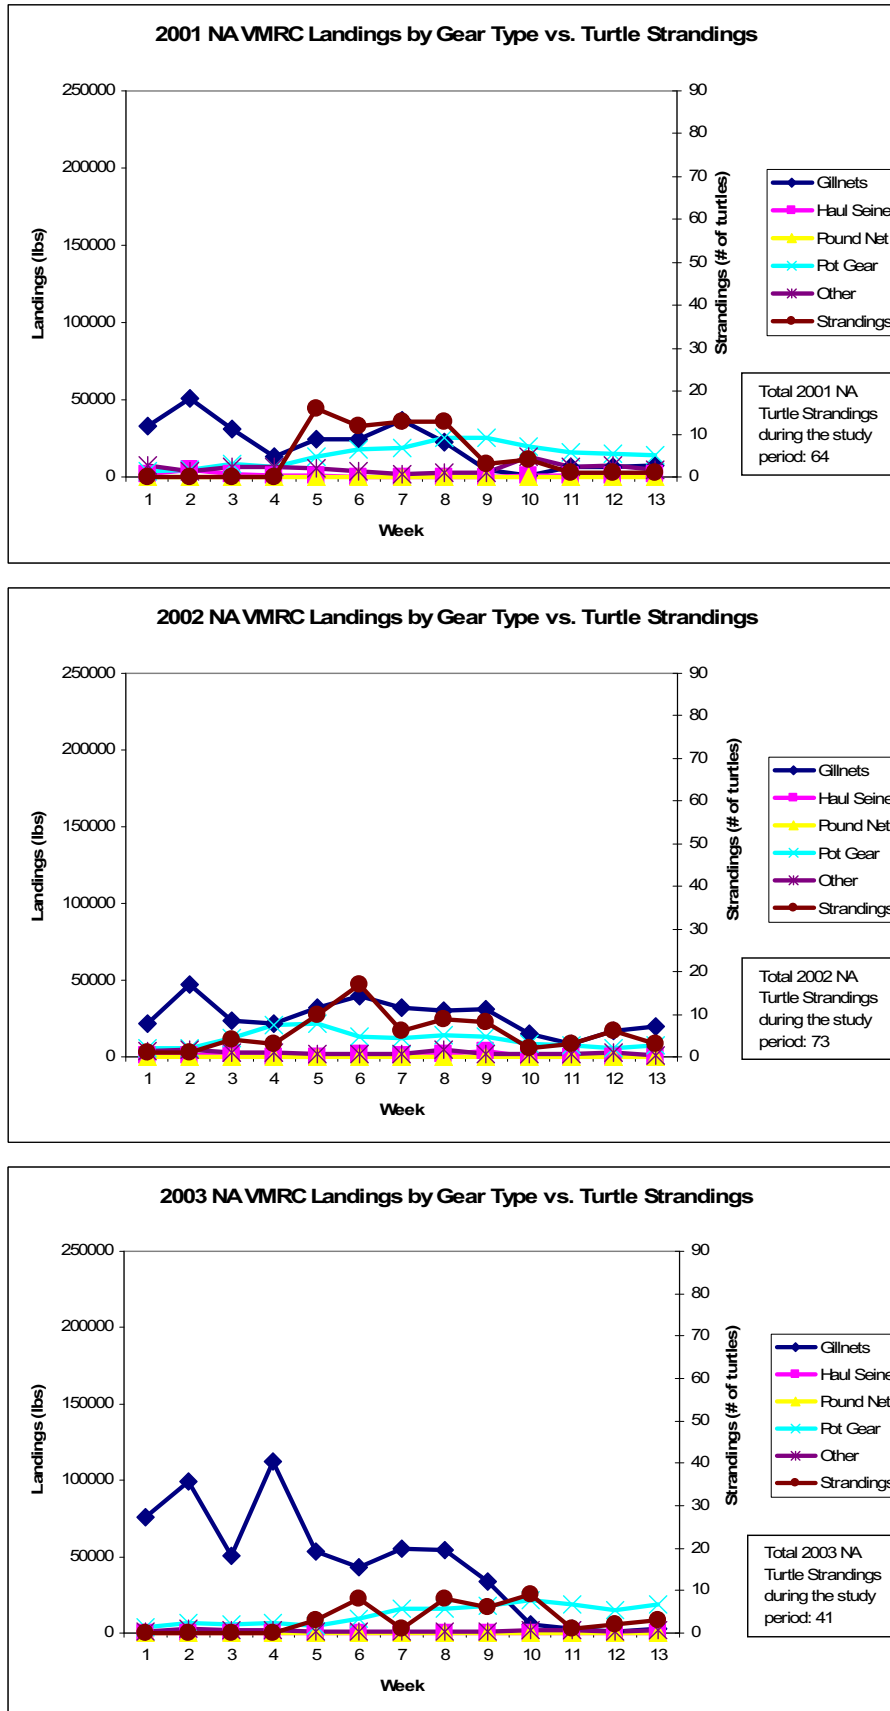 2001 NA VMRC Landings by Gear Type vs. Turtle Strandings
250000
200000
150000
100000
50000
0
Landings (lbs)
90
80
70
60
50
40
30
20
10
0
Strandings (# of turtles)
1 2 3 4 5 6 7 8 9 10 11 12 13
Week
Gillnets
Haul Seine
Pound Net
Pot Gear
Other
Strandings
Total 2001 NA
Turtle Strandings
during the study
period: 64
2002 NA VMRC Landings by Gear Type vs. Turtle Strandings
250000
200000
150000
100000
50000
0
Landings (lbs)
90
80
70
60
50
40
30
20
10
0
Strandings (# of turtles)
1 2 3 4 5 6 7 8 9 10 11 12 13
Week
Gillnets
Haul Seine
Pound Net
Pot Gear
Other
Strandings
Total 2002 NA
Turtle Strandings
during the study
period: 73
2003 NA VMRC Landings by Gear Type vs. Turtle Strandings
250000
200000
150000
100000
50000
0
Landings (lbs)
90
80
70
60
50
40
30
20
10
0
Strandings (# of turtles)
1 2 3 4 5 6 7 8 9 10 11 12 13
Week
Gillnets
Haul Seine
Pound Net
Pot Gear
Other
Strandings
Total 2003 NA
Turtle Strandings
during the study
period: 41